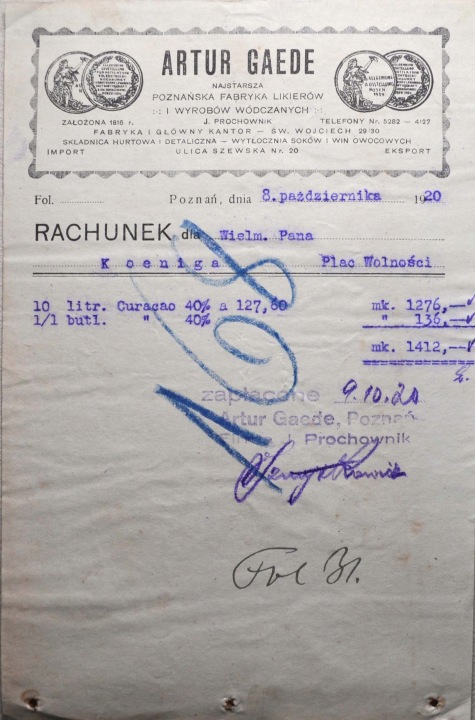 ARTUR GAEDE
NAJSTARSZA
POZNAŃSKA FABRYKA LIKIERÓW
I WYROBÓW WÓDCZANYCH
ZAŁOŻONA 1816 r. J. PROCHOWNIK TELEFONY Nr. 5282 – 4127
FABRYKA I GŁÓWNY KANTOR – ŚW. WOJCIECH 29/30
SKŁADNICA HURTOWA I DETALICZNA – WYTŁOCZNIA SOKÓW I WIN OWOCOWYCH
IMPORT ULICA SZEWSKA Nr. 20 EKSPORT
Fol. Poznań, dnia 8.października 1920
RACHUNEK dla Wielm. Pana
Koeniga Plac Wolności
10 litr. Curaçao 40% a 127,60 mk. 1276,—
1/1 butl. " 40% " 136,—
mk. 1412,—
168
zapłacone 9.10.20
Artur Gaede, Poznań
J. Prochownik
Fol